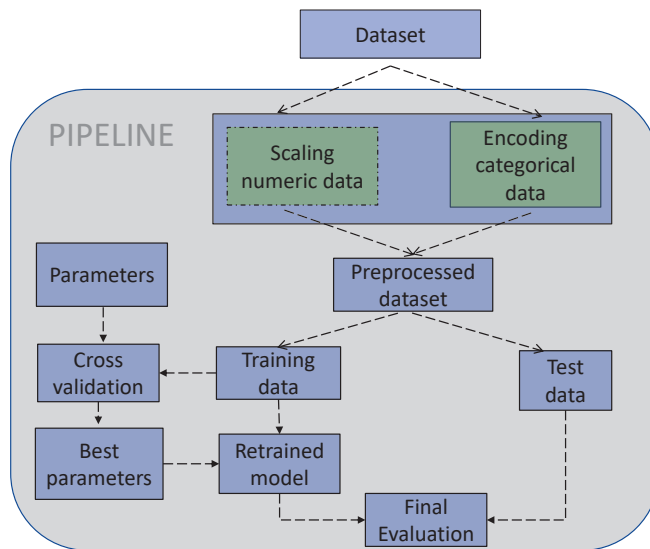 Dataset
PIPELINE
Scaling
numeric data
Encoding
categorical
data
Preprocessed
dataset
Parameters
Cross
validation
Training
data
Test
data
Best
parameters
Retrained
model
Final
Evaluation